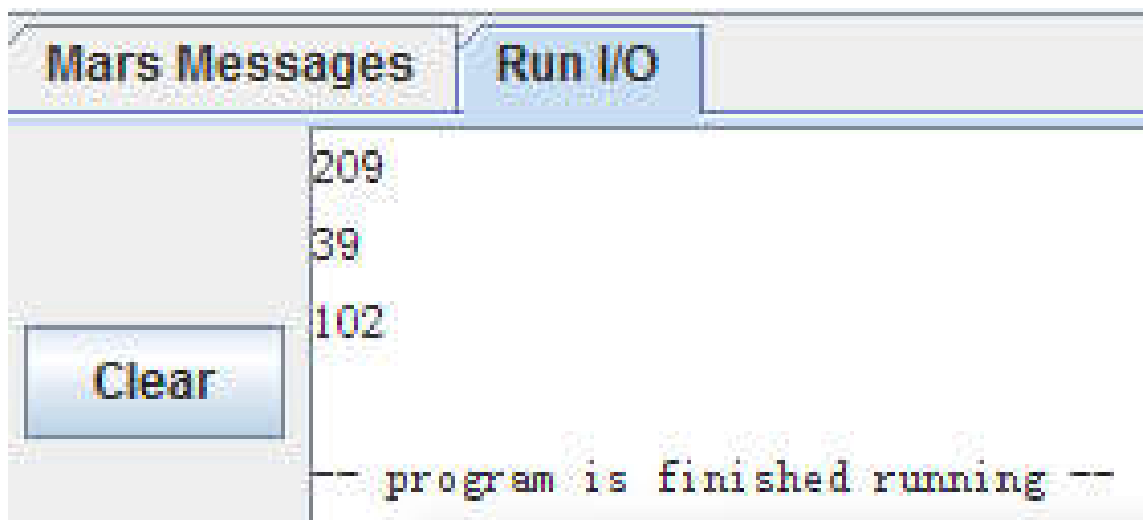 Mars Messages Run I/O
209
39
102
Clear
-- program is finished running --